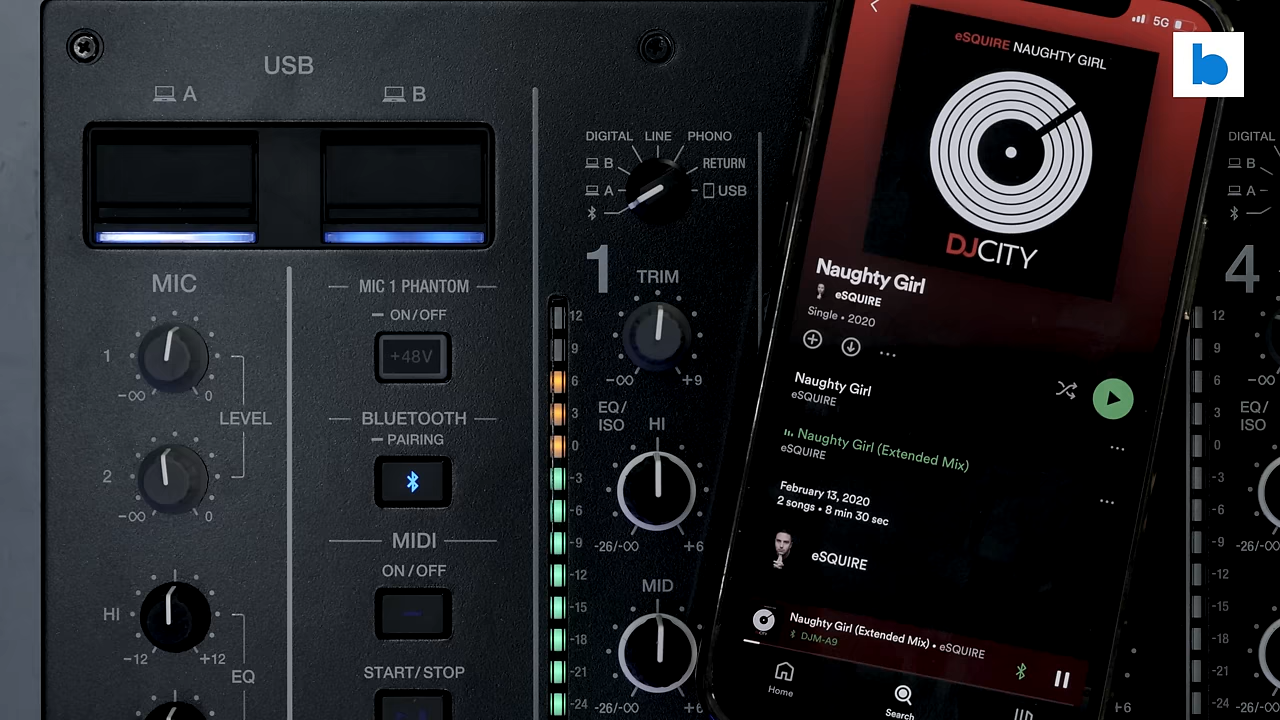 USB
A
B
MIC
1
-∞
0
LEVEL
2
-∞
0
HI
-12
+12
EQ
MIC 1 PHANTOM
ON/OFF
+48V
BLUETOOTH
PAIRING
MIDI
ON/OFF
START/STOP
DIGITAL
LINE
PHONO
B
RETURN
A
USB
1
TRIM
-∞
+9
EQ/
ISO
HI
-26/-∞
+6
MID
-26/-∞
+6
12
9
6
3
0
-3
-6
-9
-12
-15
-18
-21
-24
5G
eSQUIRE NAUGHTY GIRL
DJCITY
Naughty Girl
eSQUIRE
Single • 2020
Naughty Girl
eSQUIRE
Naughty Girl (Extended Mix)
eSQUIRE
February 13, 2020
2 songs • 8 min 30 sec
eSQUIRE
Naughty Girl (Extended Mix) • eSQUIRE
DJM-A9
Home
Search
b
DIGITAL
B
A
4
12
9
6
3
0
-3
-6
-9
-12
-15
-18
-21
-24
-∞
EQ/
ISO
-26/-∞
+6
-26/-∞